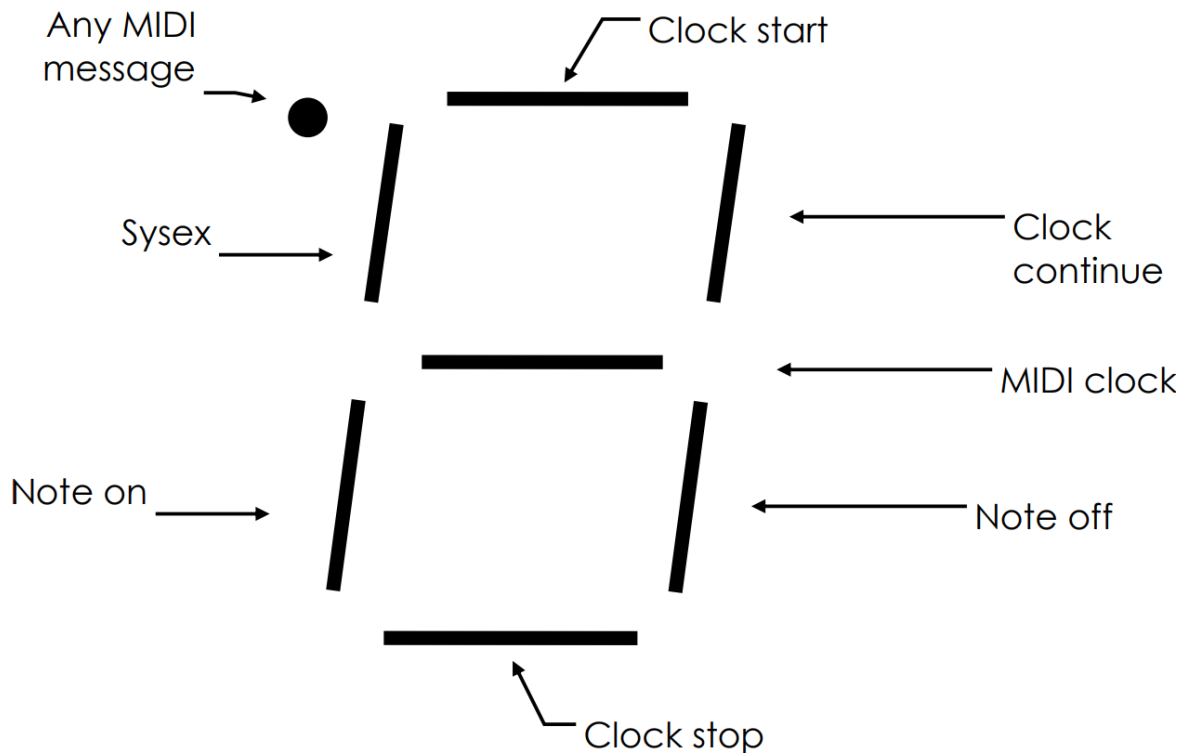 Any MIDI
message
Clock start
Sysex
Clock
continue
MIDI clock
Note on
Note off
Clock stop